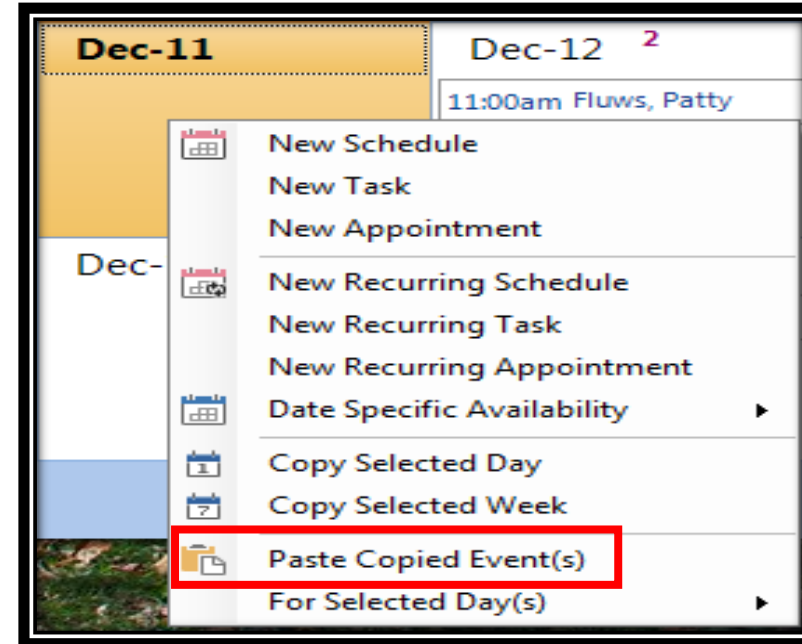 Dec-11
Dec-12 2
11:00am Fluws, Patty
New Schedule
New Task
New Appointment
Dec-
New Recurring Schedule
New Recurring Task
New Recurring Appointment
Date Specific Availability
1 Copy Selected Day
7 Copy Selected Week
Paste Copied Event(s)
For Selected Day(s)